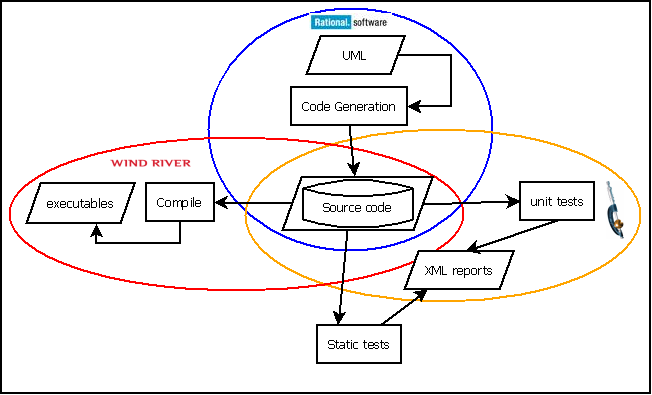 Rational. software
UML
Code Generation
WIND RIVER
executables
Compile
Source code
unit tests
XML reports
Static tests